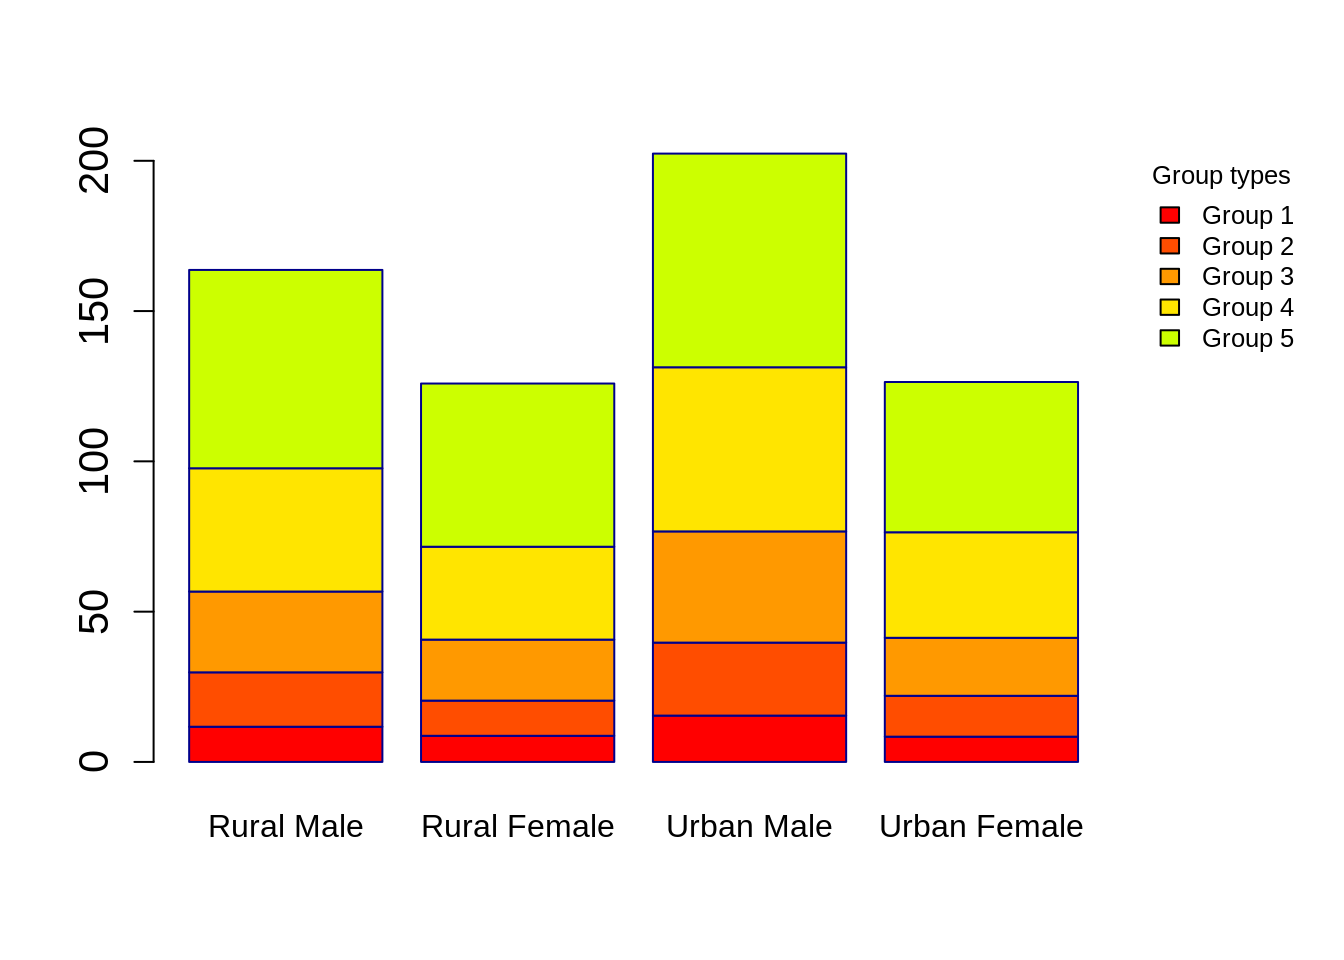 200
150
100
50
0
Rural Male
Rural Female
Urban Male
Urban Female
Group types
Group 1
Group 2
Group 3
Group 4
Group 5